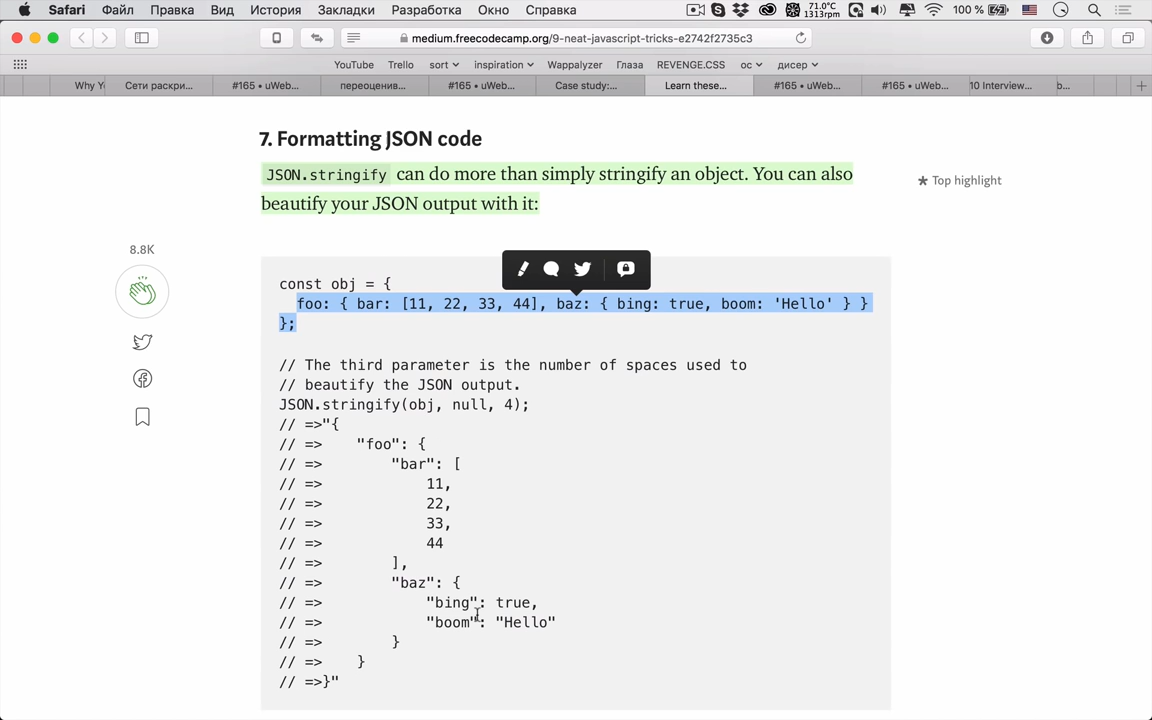 Safari Файл Правка Вид История Закладки Разработка Окно Справка 71.0°C 1313rpm 100 %
medium.freecodecamp.org/9-neat-javascript-tricks-e2742f2735c3
YouTube Trello sort inspiration Wappalyzer Глаза REVENGE.CSS ос дисер
Why Y Сети раскри... #165 • uWeb... переоценив... #165 • uWeb... Case study:... Learn these... #165 • uWeb... #165 • uWeb... 10 Interview... b...
7. Formatting JSON code
JSON.stringify can do more than simply stringify an object. You can also
beautify your JSON output with it:
Top highlight
8.8K
const obj = {
foo: { bar: [11, 22, 33, 44], baz: { bing: true, boom: 'Hello' } }
};
// The third parameter is the number of spaces used to
// beautify the JSON output.
JSON.stringify(obj, null, 4);
// =>"{
// =>    "foo": {
// =>        "bar": [
// =>            11,
// =>            22,
// =>            33,
// =>            44
// =>        ],
// =>        "baz": {
// =>            "bing": true,
// =>            "boom": "Hello"
// =>        }
// =>    }
// =>}"